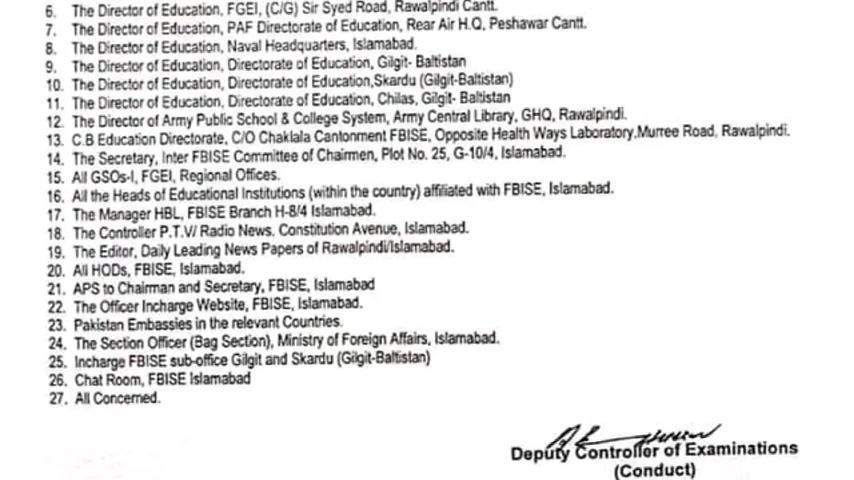 6. The Director of Education, FGEI, (C/G) Sir Syed Road, Rawalpindi Cantt.
7. The Director of Education, PAF Directorate of Education, Rear Air H.Q, Peshawar Cantt.
8. The Director of Education, Naval Headquarters, Islamabad.
9. The Director of Education, Directorate of Education, Gilgit- Baltistan
10. The Director of Education, Directorate of Education,Skardu (Gilgit-Baltistan)
11. The Director of Education, Directorate of Education, Chilas, Gilgit- Baltistan
12. The Director of Army Public School & College System, Army Central Library, GHQ, Rawalpindi.
13. C.B Education Directorate, C/O Chaklala Cantonment FBISE, Opposite Health Ways Laboratory.Murree Road, Rawalpindi.
14. The Secretary, Inter FBISE Committee of Chairmen, Plot No. 25, G-10/4, Islamabad.
15. All GSOs-I, FGEI, Regional Offices.
16. All the Heads of Educational Institutions (within the country) affiliated with FBISE, Islamabad.
17. The Manager HBL, FBISE Branch H-8/4 Islamabad.
18. The Controller P.T.V/ Radio News, Constitution Avenue, Islamabad.
19. The Editor, Daily Leading News Papers of Rawalpindi/Islamabad.
20. All HODs, FBISE, Islamabad.
21. APS to Chairman and Secretary, FBISE, Islamabad
22. The Officer Incharge Website, FBISE, Islamabad.
23. Pakistan Embassies in the relevant Countries.
24. The Section Officer (Bag Section), Ministry of Foreign Affairs, Islamabad.
25. Incharge FBISE sub-office Gilgit and Skardu (Gilgit-Baltistan)
26. Chat Room, FBISE Islamabad
27. All Concerned.
Deputy Controller of Examinations
(Conduct)